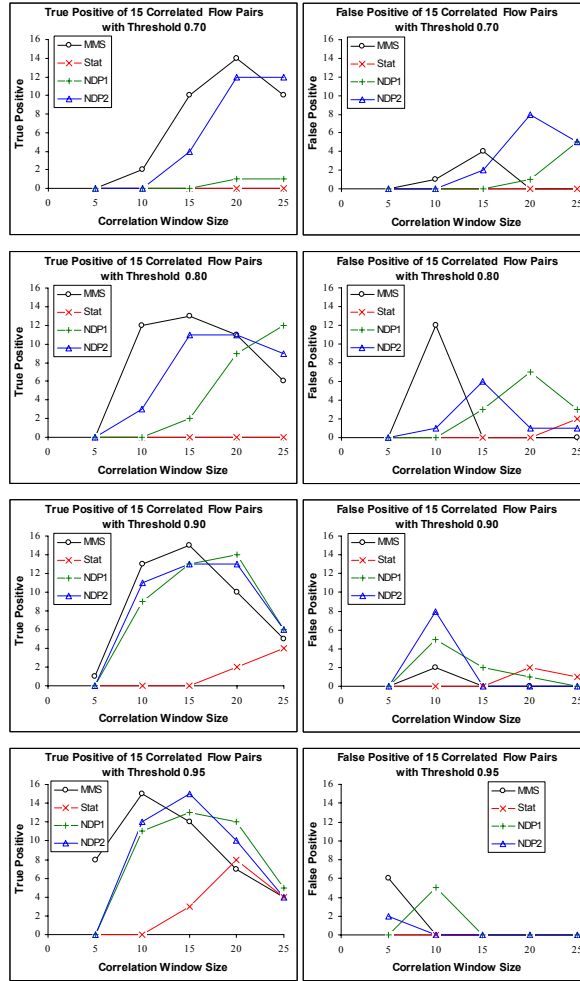 True Positive of 15 Correlated Flow Pairs
with Threshold 0.70
True Positive
16
14
12
10
8
6
4
2
0
MMS
Stat
NDP1
NDP2
0 5 10 15 20 25
Correlation Window Size
False Positive of 15 Correlated Flow Pairs
with Threshold 0.70
False Positive
16
14
12
10
8
6
4
2
0
MMS
Stat
NDP1
NDP2
0 5 10 15 20 25
Correlation Window Size
True Positive of 15 Correlated Flow Pairs
with Threshold 0.80
True Positive
16
14
12
10
8
6
4
2
0
MMS
Stat
NDP1
NDP2
0 5 10 15 20 25
Correlation Window Size
False Positive of 15 Correlated Flow Pairs
with Threshold 0.80
False Positive
16
14
12
10
8
6
4
2
0
MMS
Stat
NDP1
NDP2
0 5 10 15 20 25
Correlation Window Size
True Positive of 15 Correlated Flow Pairs
with Threshold 0.90
True Positive
16
14
12
10
8
6
4
2
0
MMS
Stat
NDP1
NDP2
0 5 10 15 20 25
Correlation Window Size
False Positive of 15 Correlated Flow Pairs
with Threshold 0.90
False Positive
16
14
12
10
8
6
4
2
0
MMS
Stat
NDP1
NDP2
0 5 10 15 20 25
Correlation Window Size
True Positive of 15 Correlated Flow Pairs
with Threshold 0.95
True Positive
16
14
12
10
8
6
4
2
0
MMS
Stat
NDP1
NDP2
0 5 10 15 20 25
Correlation Window Size
False Positive of 15 Correlated Flow Pairs
with Threshold 0.95
False Positive
16
14
12
10
8
6
4
2
0
MMS
Stat
NDP1
NDP2
0 5 10 15 20 25
Correlation Window Size